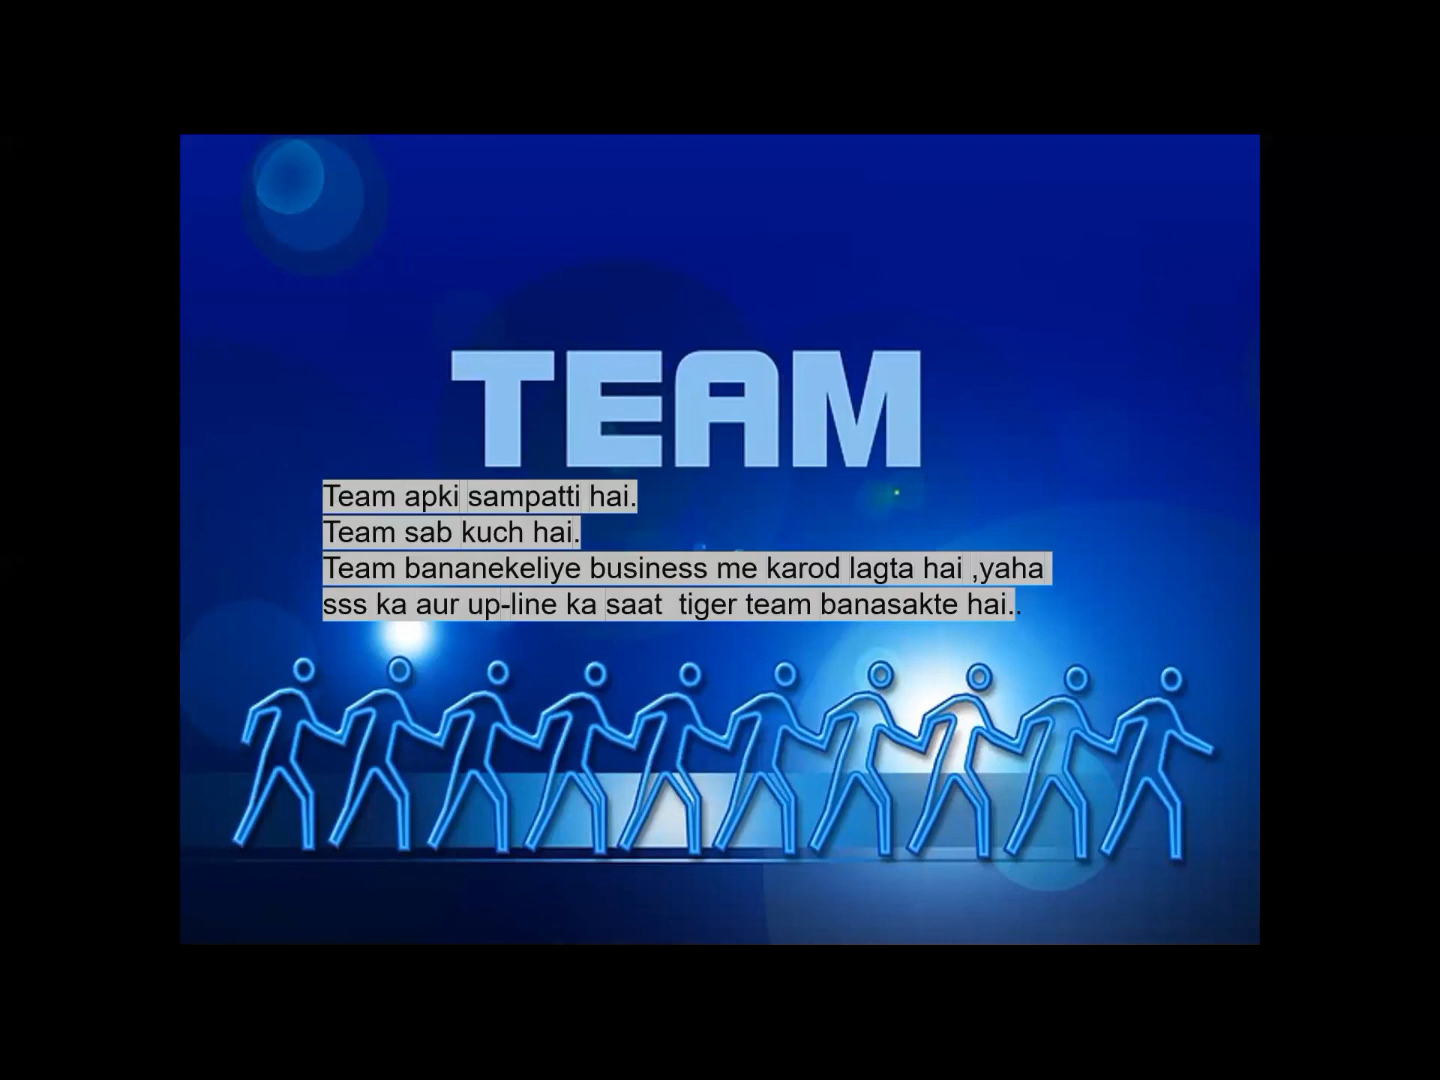 TEAM
Team apki sampatti hai.
Team sab kuch hai.
Team bananekeliye business me karod lagta hai ,yaha
sss ka aur up-line ka saat  tiger team banasakte hai..